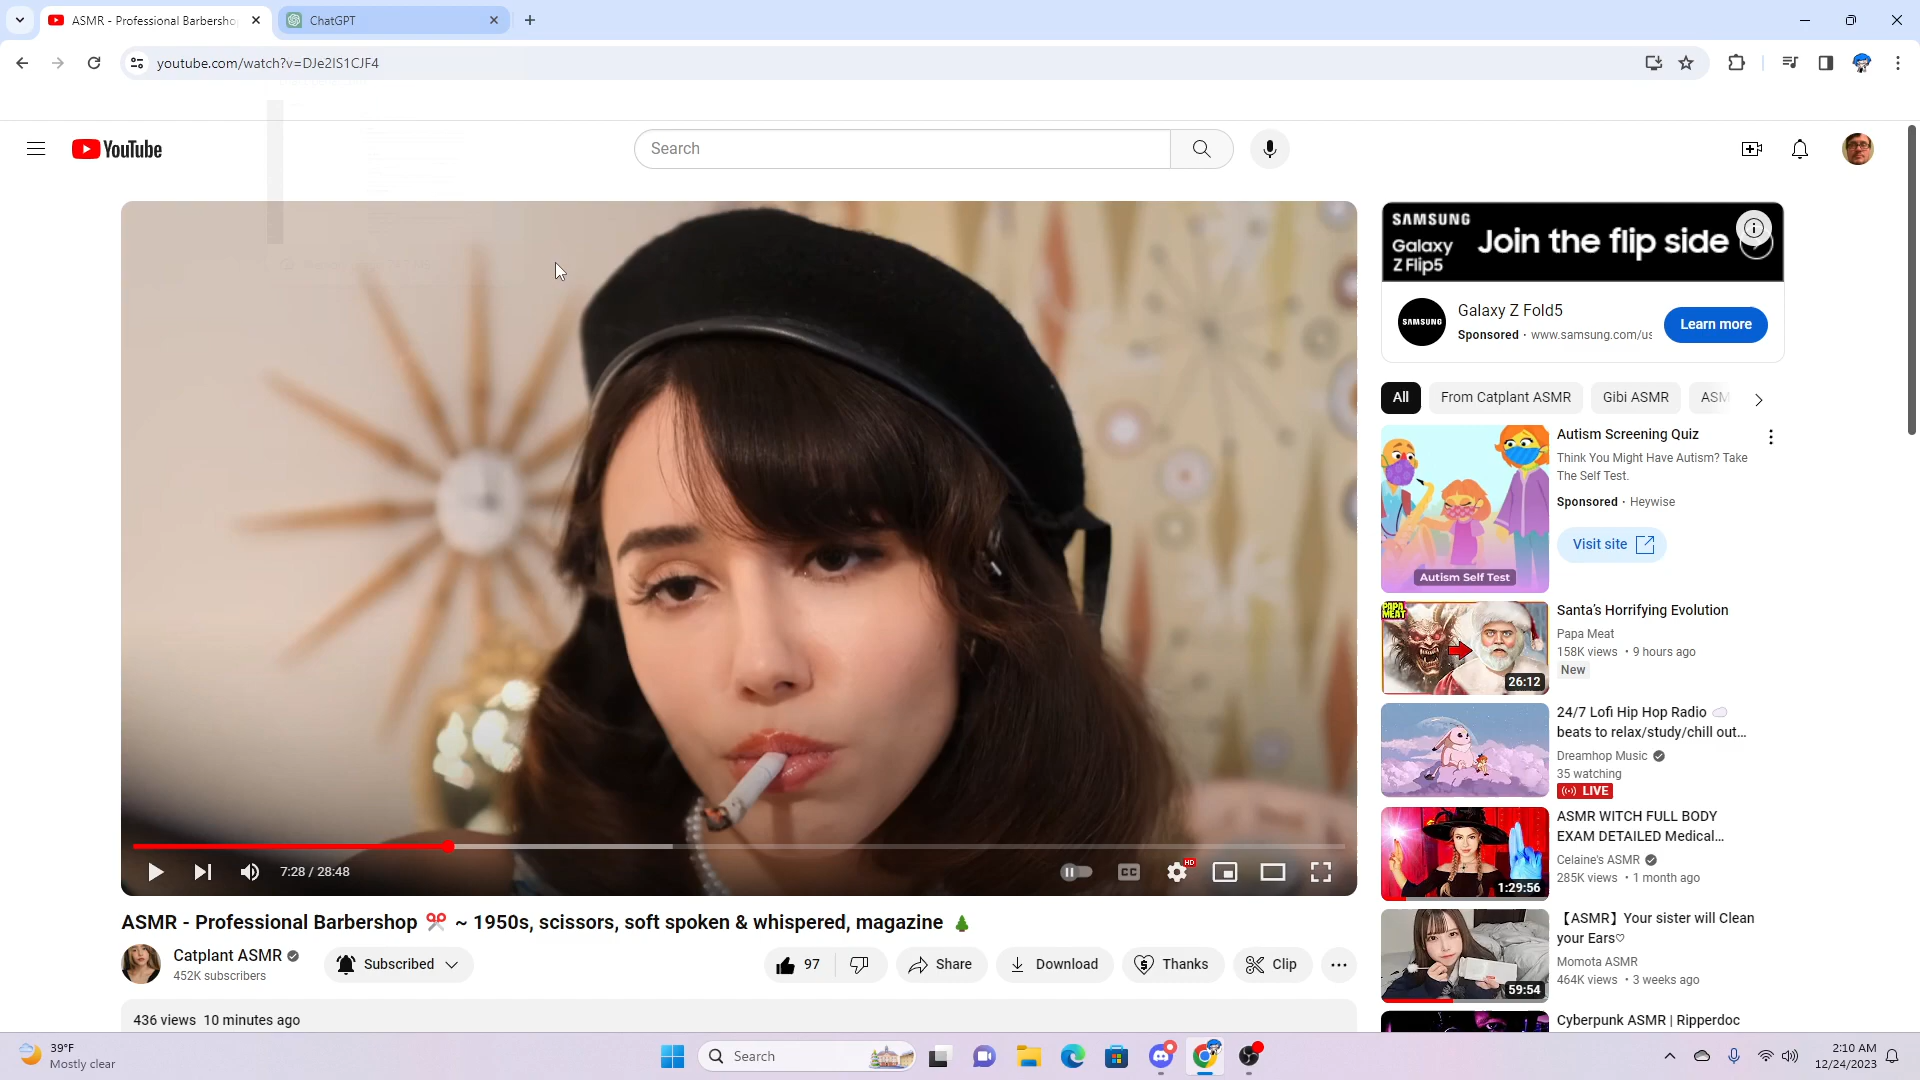 ASMR - Professional Barbersho
ChatGPT
youtube.com/watch?v=DJe2IS1CJF4
YouTube
Search
SAMSUNG
Galaxy
Z Flip5
Join the flip side
SAMSUNG
Galaxy Z Fold5
Sponsored · www.samsung.com/us
Learn more
All
From Catplant ASMR
Gibi ASMR
ASM
Autism Self Test
Autism Screening Quiz
Think You Might Have Autism? Take
The Self Test.
Sponsored · Heywise
Visit site
PAPA
MEAT
26:12
Santa's Horrifying Evolution
Papa Meat
158K views • 9 hours ago
New
24/7 Lofi Hip Hop Radio ☁️
beats to relax/study/chill out...
Dreamhop Music
35 watching
LIVE
1:29:56
ASMR WITCH FULL BODY
EXAM DETAILED Medical...
Celaine's ASMR
285K views • 1 month ago
59:54
【ASMR】Your sister will Clean
your Ears♡
Momota ASMR
464K views • 3 weeks ago
Cyberpunk ASMR | Ripperdoc
7:28 / 28:48
CC
HD
ASMR - Professional Barbershop ✂️ ~ 1950s, scissors, soft spoken & whispered, magazine 🌲
Catplant ASMR
452K subscribers
Subscribed
97
Share
Download
Thanks
Clip
436 views 10 minutes ago
39°F
Mostly clear
Search
2:10 AM
12/24/2023